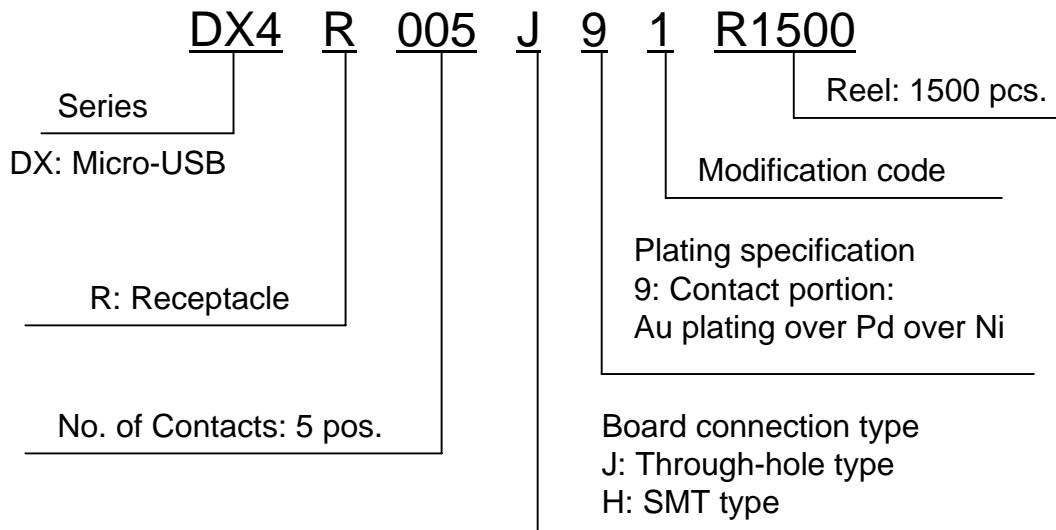 DX4 R 005 J 9 1 R1500
Reel: 1500 pcs.
Series
DX: Micro-USB
Modification code
Plating specification
9: Contact portion:
Au plating over Pd over Ni
R: Receptacle
No. of Contacts: 5 pos.
Board connection type
J: Through-hole type
H: SMT type